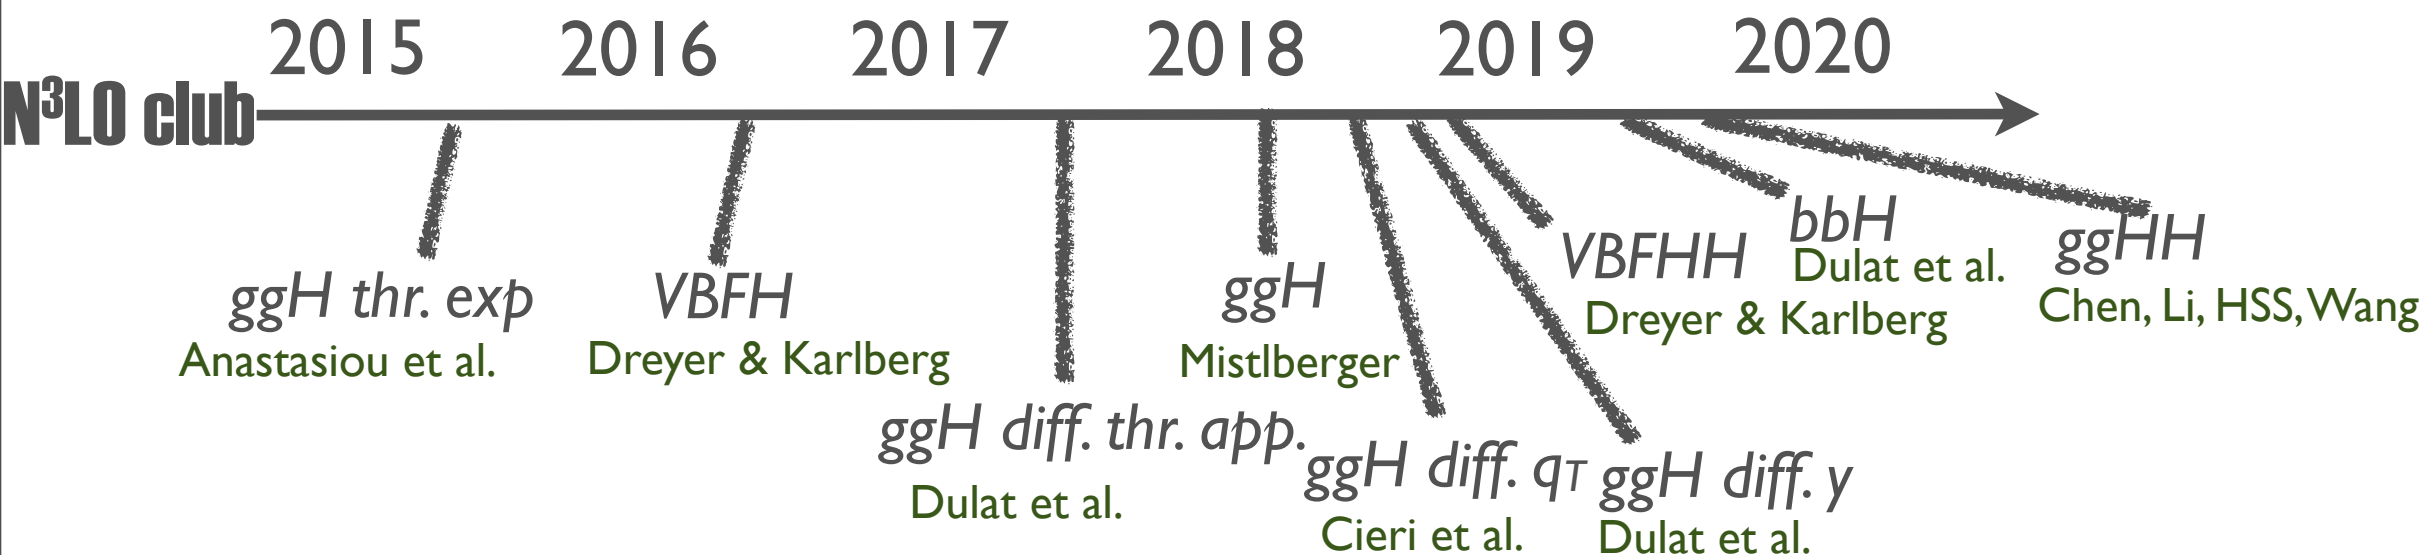 2015 2016 2017 2018 2019 2020
N³LO club
ggH thr. exp
Anastasiou et al.
VBFH
Dreyer & Karlberg
ggH diff. thr. app.
Dulat et al.
ggH
Mistlberger
ggH diff. qT
Cieri et al.
ggH diff. y
Dulat et al.
VBFHH
Dreyer & Karlberg
bbH
Dulat et al.
ggHH
Chen, Li, HSS, Wang